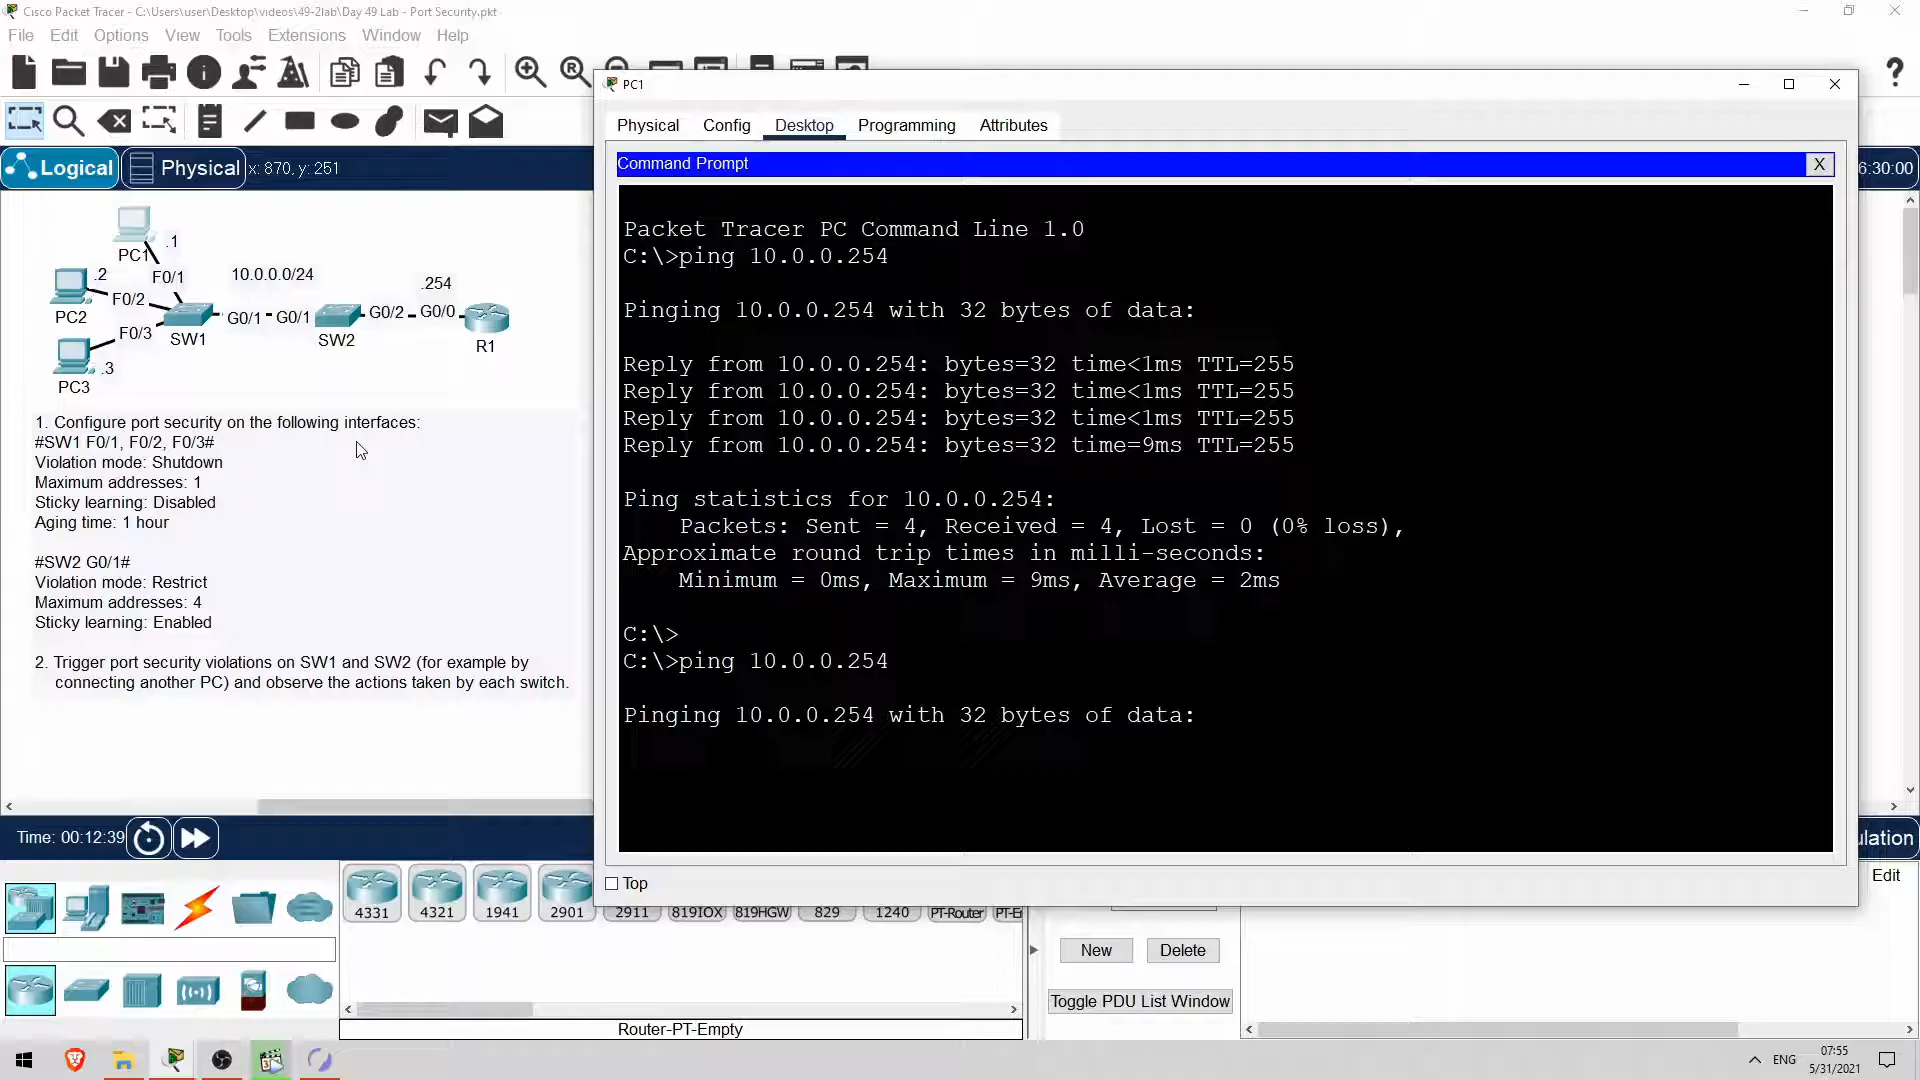 Cisco Packet Tracer - C:\Users\user\Desktop\videos\49-2lab\Day 49 Lab - Port Security.pkt
File Edit Options View Tools Extensions Window Help
PC1
Physical Config Desktop Programming Attributes
Command Prompt X
Logical Physical x: 870, y: 251
6:30:00
PC1 .1
F0/1
PC2 .2
F0/2
PC3 .3
F0/3
SW1
10.0.0.0/24
G0/1 G0/1
SW2
G0/2 G0/0
.254
R1
1. Configure port security on the following interfaces:
#SW1 F0/1, F0/2, F0/3#
Violation mode: Shutdown
Maximum addresses: 1
Sticky learning: Disabled
Aging time: 1 hour
#SW2 G0/1#
Violation mode: Restrict
Maximum addresses: 4
Sticky learning: Enabled
2. Trigger port security violations on SW1 and SW2 (for example by
connecting another PC) and observe the actions taken by each switch.
Packet Tracer PC Command Line 1.0
C:\>ping 10.0.0.254
Pinging 10.0.0.254 with 32 bytes of data:
Reply from 10.0.0.254: bytes=32 time<1ms TTL=255
Reply from 10.0.0.254: bytes=32 time<1ms TTL=255
Reply from 10.0.0.254: bytes=32 time<1ms TTL=255
Reply from 10.0.0.254: bytes=32 time=9ms TTL=255
Ping statistics for 10.0.0.254:
Packets: Sent = 4, Received = 4, Lost = 0 (0% loss),
Approximate round trip times in milli-seconds:
Minimum = 0ms, Maximum = 9ms, Average = 2ms
C:\>
C:\>ping 10.0.0.254
Pinging 10.0.0.254 with 32 bytes of data:
Top
Time: 00:12:39
ulation
Edit
4331 4321 1941 2901 2911 819IOX 819HGW 829 1240 PT-Router PT-E
New Delete
Toggle PDU List Window
Router-PT-Empty
ENG
07:55
5/31/2021